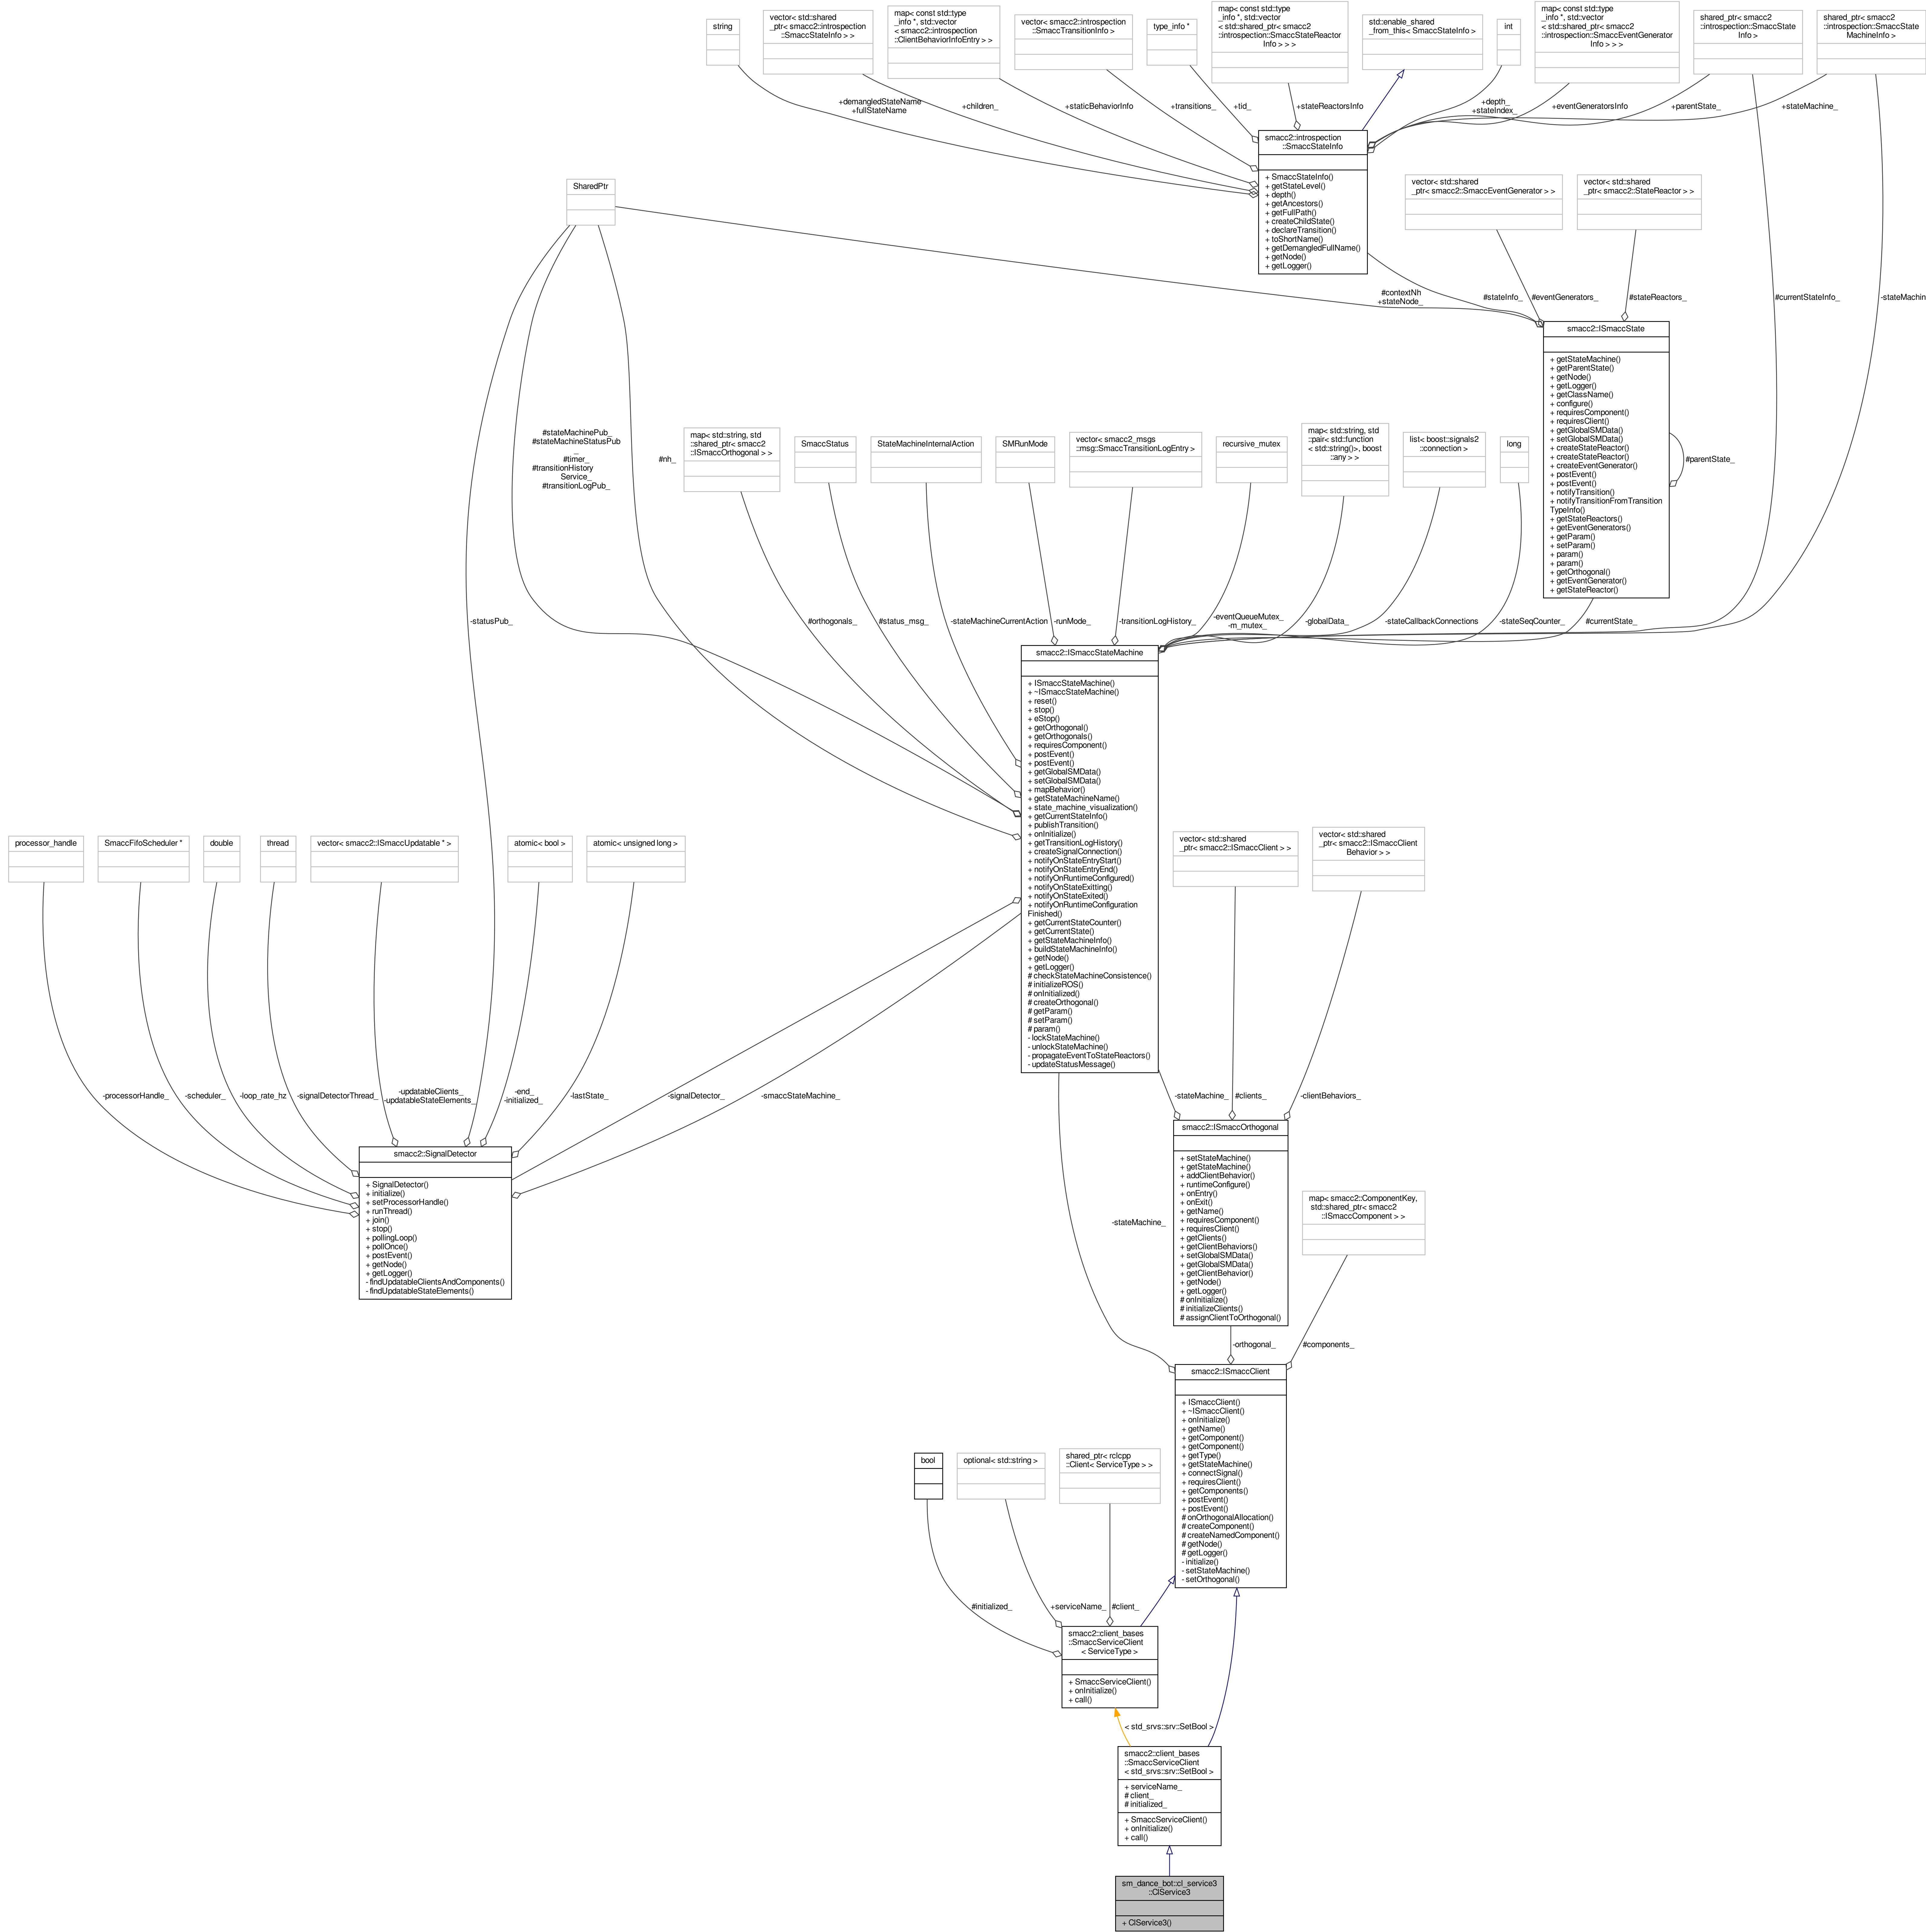 string
vector< std::shared
_ptr< smacc2::introspection
::SmaccStateInfo > >
map< const std::type
_info *, std::vector
< smacc2::introspection
::ClientBehaviorInfoEntry > >
vector< smacc2::introspection
::SmaccTransitionInfo >
type_info *
map< const std::type
_info *, std::vector
< std::shared_ptr< smacc2
::introspection::SmaccStateReactor
Info > > >
std::enable_shared
_from_this< SmaccStateInfo >
int
map< const std::type
_info *, std::vector
< std::shared_ptr< smacc2
::introspection::SmaccEventGenerator
Info > > >
shared_ptr< smacc2
::introspection::SmaccState
Info >
shared_ptr< smacc2
::introspection::SmaccState
MachineInfo >
+demangledStateName
+fullStateName
+children_
+staticBehaviorInfo
+transitions_
+tid_
+stateReactorsInfo
+depth_
+stateIndex_
+eventGeneratorsInfo
+parentState_
+stateMachine_
smacc2::introspection
::SmaccStateInfo
+ SmaccStateInfo()
+ getStateLevel()
+ depth()
+ getAncestors()
+ getFullPath()
+ createChildState()
+ declareTransition()
+ toShortName()
+ getDemangledFullName()
+ getNode()
+ getLogger()
SharedPtr
vector< std::shared
_ptr< smacc2::SmaccEventGenerator > >
vector< std::shared
_ptr< smacc2::StateReactor > >
#contextNh
+stateNode_
#stateInfo_
#eventGenerators_
#stateReactors_
#currentStateInfo_
-stateMachin
smacc2::ISmaccState
+ getStateMachine()
+ getParentState()
+ getNode()
+ getLogger()
+ getClassName()
+ configure()
+ requiresComponent()
+ requiresClient()
+ getGlobalSMData()
+ setGlobalSMData()
+ createStateReactor()
+ createStateReactor()
+ createEventGenerator()
+ postEvent()
+ postEvent()
+ notifyTransition()
+ notifyTransitionFromTransition
TypeInfo()
+ getStateReactors()
+ getEventGenerators()
+ getParam()
+ setParam()
+ param()
+ param()
+ getOrthogonal()
+ getEventGenerator()
+ getStateReactor()
#parentState_
#stateMachinePub_
#stateMachineStatusPub
_
#timer_
#transitionHistory
Service_
#transitionLogPub_
#nh_
map< std::string, std
::shared_ptr< smacc2
::ISmaccOrthogonal > >
SmaccStatus
StateMachineInternalAction
SMRunMode
vector< smacc2_msgs
::msg::SmaccTransitionLogEntry >
recursive_mutex
map< std::string, std
::pair< std::function
< std::string()>, boost
::any > >
list< boost::signals2
::connection >
long
-statusPub_
#orthogonals_
#status_msg_
-stateMachineCurrentAction
-runMode_
-transitionLogHistory_
-eventQueueMutex_
-m_mutex_
-globalData_
-stateCallbackConnections
-stateSeqCounter_
#currentState_
smacc2::ISmaccStateMachine
+ ISmaccStateMachine()
+ ~ISmaccStateMachine()
+ reset()
+ stop()
+ eStop()
+ getOrthogonal()
+ getOrthogonals()
+ requiresComponent()
+ postEvent()
+ postEvent()
+ getGlobalSMData()
+ setGlobalSMData()
+ mapBehavior()
+ getStateMachineName()
+ state_machine_visualization()
+ getCurrentStateInfo()
+ publishTransition()
+ onInitialize()
+ getTransitionLogHistory()
+ createSignalConnection()
+ notifyOnStateEntryStart()
+ notifyOnStateEntryEnd()
+ notifyOnRuntimeConfigured()
+ notifyOnStateExitting()
+ notifyOnStateExited()
+ notifyOnRuntimeConfiguration
Finished()
+ getCurrentStateCounter()
+ getCurrentState()
+ getStateMachineInfo()
+ buildStateMachineInfo()
+ getNode()
+ getLogger()
# checkStateMachineConsistence()
# initializeROS()
# onInitialized()
# createOrthogonal()
# getParam()
# setParam()
# param()
- lockStateMachine()
- unlockStateMachine()
- propagateEventToStateReactors()
- updateStatusMessage()
processor_handle
SmaccFifoScheduler *
double
thread
vector< smacc2::ISmaccUpdatable * >
atomic< bool >
atomic< unsigned long >
vector< std::shared
_ptr< smacc2::ISmaccClient > >
vector< std::shared
_ptr< smacc2::ISmaccClient
Behavior > >
-processorHandle_
-scheduler_
-loop_rate_hz
-signalDetectorThread_
-updatableClients_
-updatableStateElements_
-end_
-initialized_
-lastState_
-signalDetector_
-smaccStateMachine_
-stateMachine_
#clients_
-clientBehaviors_
smacc2::SignalDetector
+ SignalDetector()
+ initialize()
+ setProcessorHandle()
+ runThread()
+ join()
+ stop()
+ pollingLoop()
+ pollOnce()
+ postEvent()
+ getNode()
+ getLogger()
- findUpdatableClientsAndComponents()
- findUpdatableStateElements()
smacc2::ISmaccOrthogonal
+ setStateMachine()
+ getStateMachine()
+ addClientBehavior()
+ runtimeConfigure()
+ onEntry()
+ onExit()
+ getName()
+ requiresComponent()
+ requiresClient()
+ getClients()
+ getClientBehaviors()
+ setGlobalSMData()
+ getGlobalSMData()
+ getClientBehavior()
+ getNode()
+ getLogger()
# onInitialize()
# initializeClients()
# assignClientToOrthogonal()
map< smacc2::ComponentKey,
std::shared_ptr< smacc2
::ISmaccComponent > >
-stateMachine_
-orthogonal_
#components_
smacc2::ISmaccClient
+ ISmaccClient()
+ ~ISmaccClient()
+ onInitialize()
+ getName()
+ getComponent()
+ getComponent()
+ getType()
+ getStateMachine()
+ connectSignal()
+ requiresClient()
+ getComponents()
+ postEvent()
+ postEvent()
# onOrthogonalAllocation()
# createComponent()
# createNamedComponent()
# getNode()
# getLogger()
- initialize()
- setStateMachine()
- setOrthogonal()
bool
optional< std::string >
shared_ptr< rclcpp
::Client< ServiceType > >
#initialized_
+serviceName_
#client_
smacc2::client_bases
::SmaccServiceClient
< ServiceType >
+ SmaccServiceClient()
+ onInitialize()
+ call()
< std_srvs::srv::SetBool >
smacc2::client_bases
::SmaccServiceClient
< std_srvs::srv::SetBool >
+ serviceName_
# client_
# initialized_
+ SmaccServiceClient()
+ onInitialize()
+ call()
sm_dance_bot::cl_service3
::ClService3
+ ClService3()